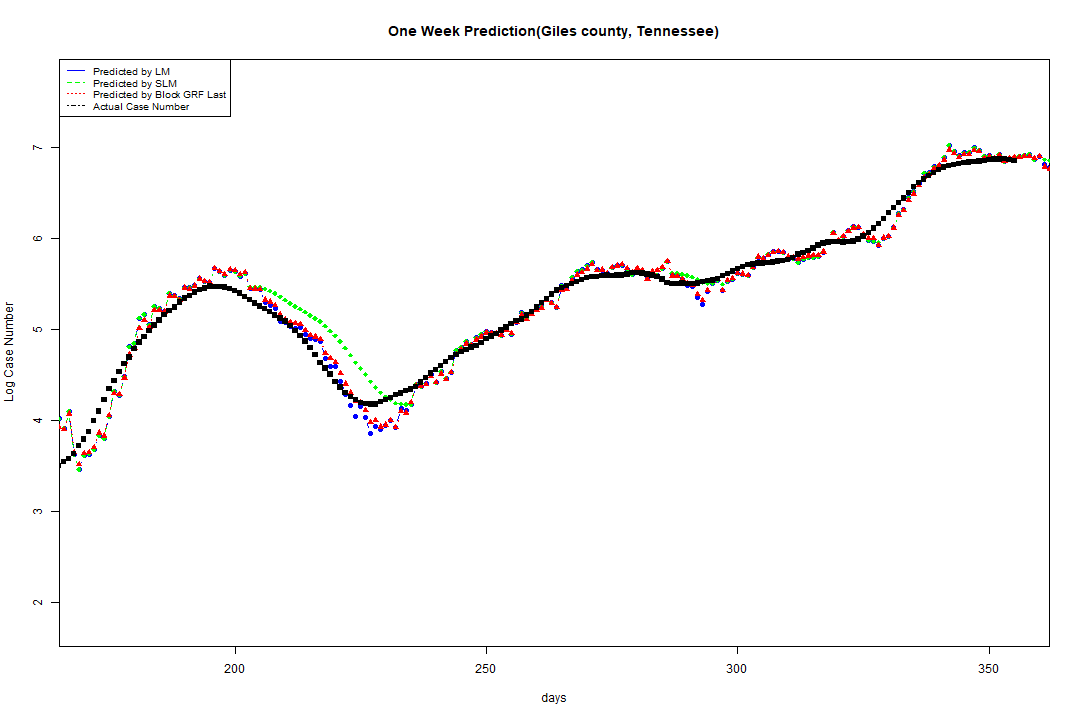 One Week Prediction(Giles county, Tennessee)
Predicted by LM
Predicted by SLM
Predicted by Block GRF Last
Actual Case Number
7
6
5
4
3
2
Log Case Number
200 250 300 350
days